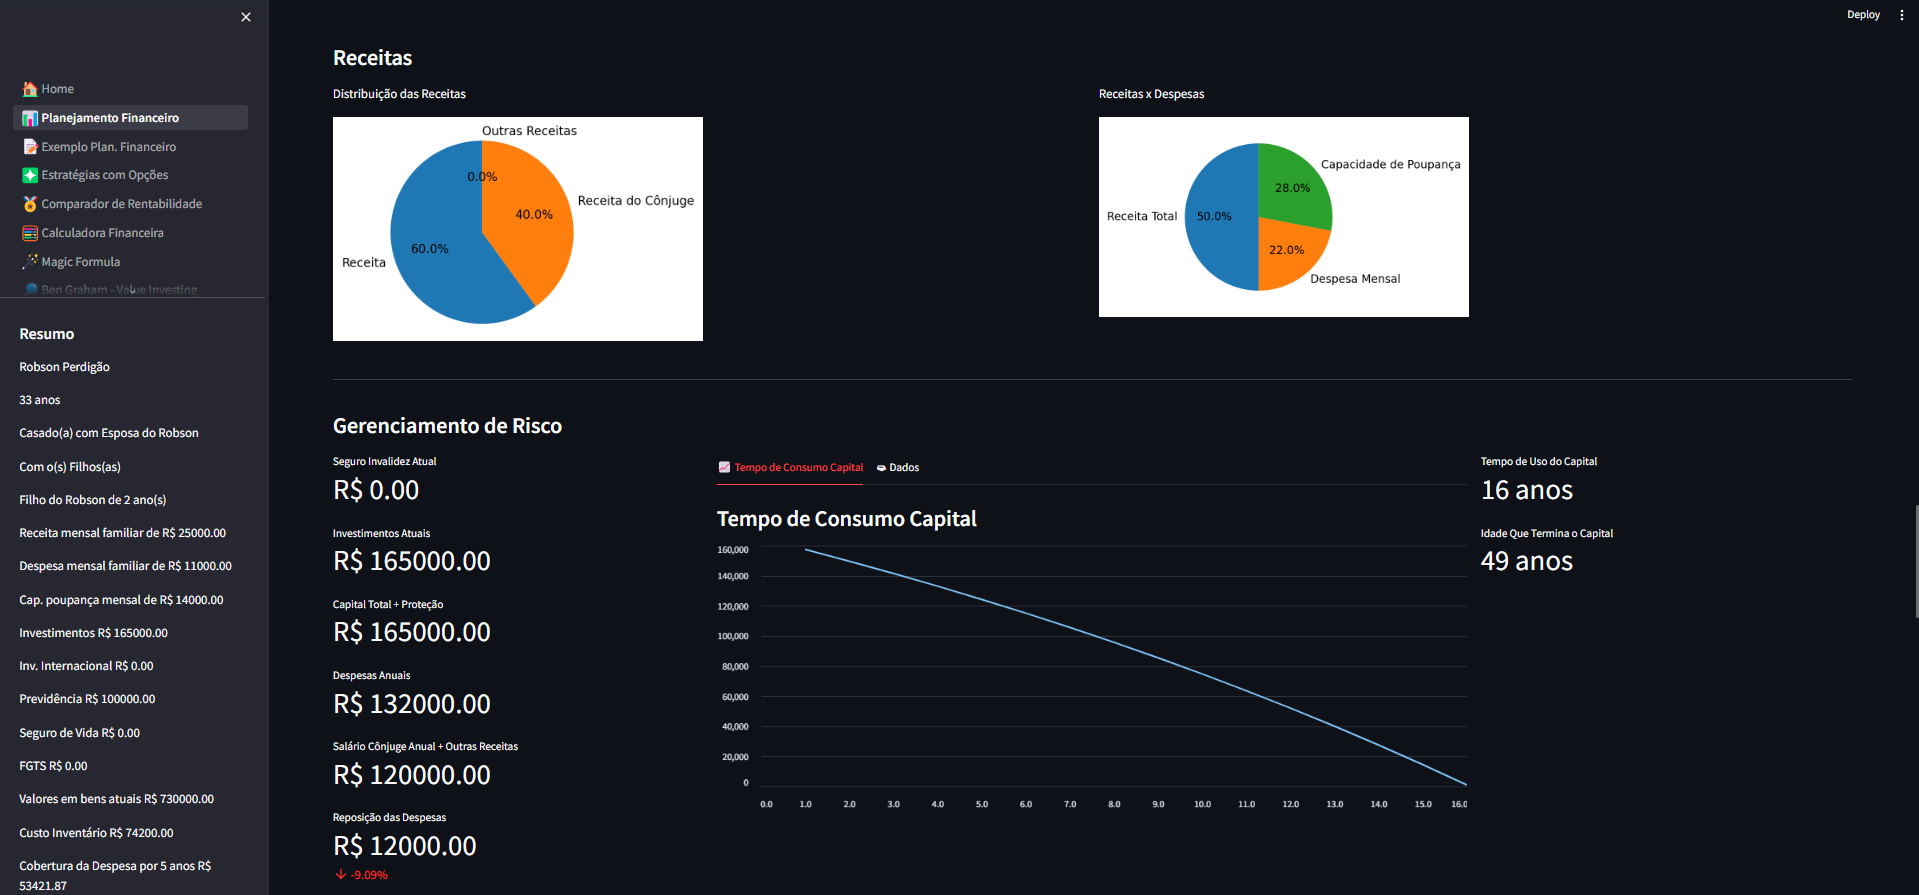 Deploy
Home
Planejamento Financeiro
Exemplo Plan. Financeiro
Estratégias com Opções
Comparador de Rentabilidade
Calculadora Financeira
Magic Formula
Ben Graham - Value Investing
Resumo
Robson Perdigão
33 anos
Casado(a) com Esposa do Robson
Com o(s) Filhos(as)
Filho do Robson de 2 ano(s)
Receita mensal familiar de R$ 25000.00
Despesa mensal familiar de R$ 11000.00
Cap. poupança mensal de R$ 14000.00
Investimentos R$ 165000.00
Inv. Internacional R$ 0.00
Previdência R$ 100000.00
Seguro de Vida R$ 0.00
FGTS R$ 0.00
Valores em bens atuais R$ 730000.00
Custo Inventário R$ 74200.00
Cobertura da Despesa por 5 anos R$
53421.87
Receitas
Distribuição das Receitas
Outras Receitas
0.0%
Receita do Cônjuge
40.0%
60.0%
Receita
Receitas x Despesas
Capacidade de Poupança
28.0%
Receita Total
50.0%
22.0%
Despesa Mensal
Gerenciamento de Risco
Seguro Invalidez Atual
R$ 0.00
Investimentos Atuais
R$ 165000.00
Capital Total + Proteção
R$ 165000.00
Despesas Anuais
R$ 132000.00
Salário Cônjuge Anual + Outras Receitas
R$ 120000.00
Reposição das Despesas
R$ 12000.00
-9.09%
Tempo de Consumo Capital
Dados
Tempo de Consumo Capital
160,000
140,000
120,000
100,000
80,000
60,000
40,000
20,000
0
0.0 1.0 2.0 3.0 4.0 5.0 6.0 7.0 8.0 9.0 10.0 11.0 12.0 13.0 14.0 15.0 16.0
Tempo de Uso do Capital
16 anos
Idade Que Termina o Capital
49 anos